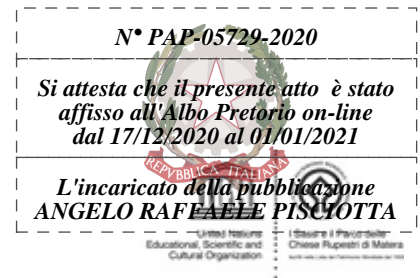 N° PAP-05729-2020
Si attesta che il presente atto è stato
affisso all'Albo Pretorio on-line
dal 17/12/2020 al 01/01/2021
REPVBBLICA ITALIANA
L'incaricato della pubblicazione
ANGELO RAFFAELE PISCIOTTA
United Nations
Educational, Scientific and
Cultural Organization
I Sassi e il Parco delle
Chiese Rupestri di Matera